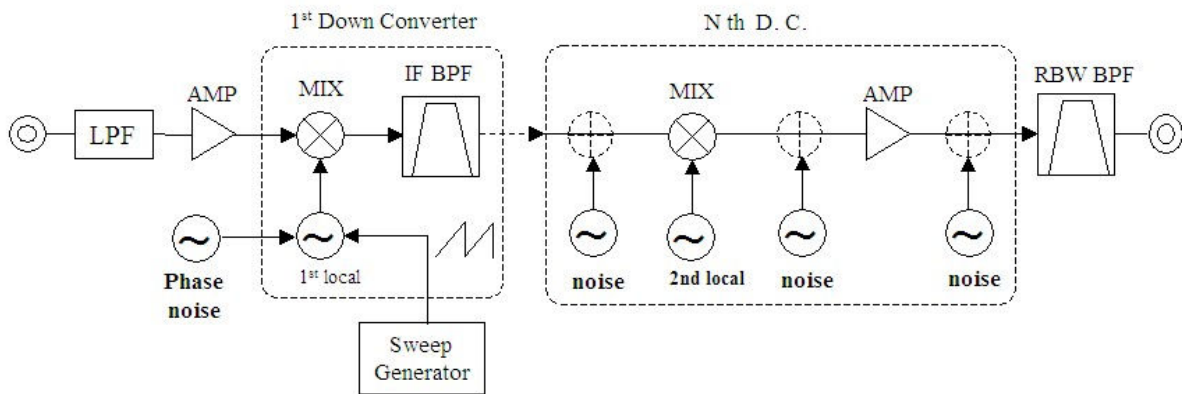 1st Down Converter
N th D. C.
AMP
MIX
IF BPF
MIX
AMP
RBW BPF
LPF
Phase
noise
1st local
noise
2nd local
noise
noise
Sweep
Generator